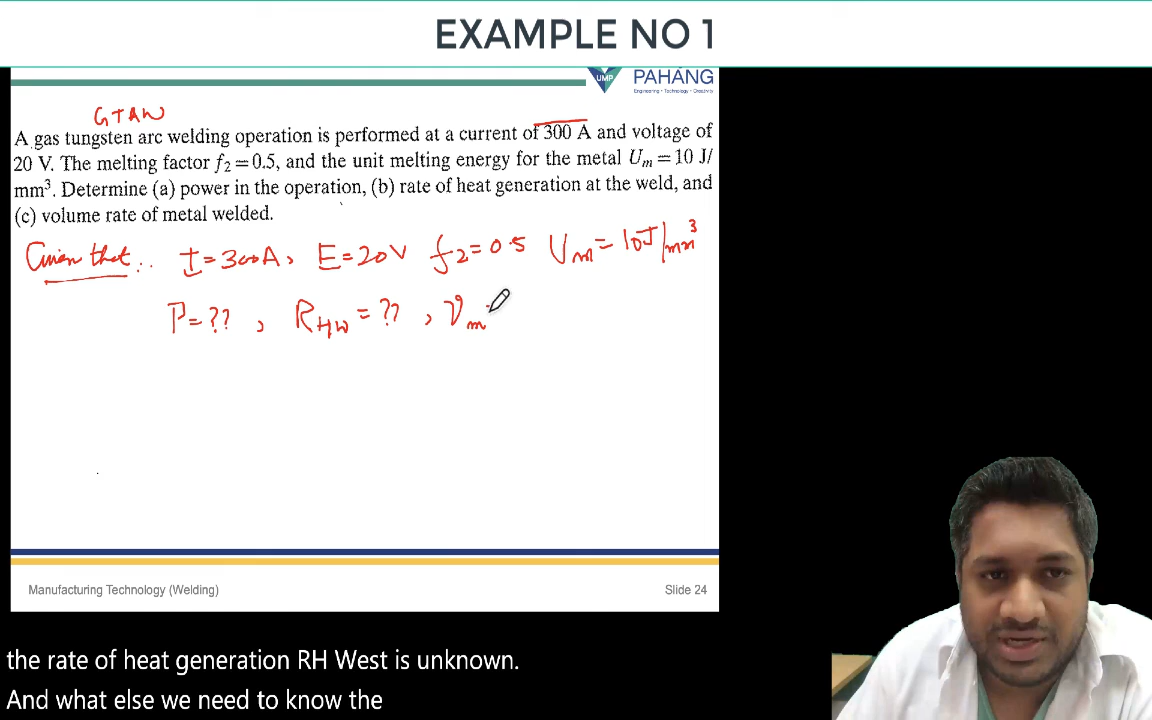 EXAMPLE NO 1
UMP PAHANG
Engineering • Technology • Creativity
GTAW
A gas tungsten arc welding operation is performed at a current of 300 A and voltage of
20 V. The melting factor f₂ = 0.5, and the unit melting energy for the metal Uₘ = 10 J/
mm³. Determine (a) power in the operation, (b) rate of heat generation at the weld, and
(c) volume rate of metal welded.
Given that: I = 300A, E = 20V f₂ = 0.5 Uₘ = 10J/mm³
P = ??, R_HW = ??, Vₘ
Manufacturing Technology (Welding) Slide 24
the rate of heat generation RH West is unknown.
And what else we need to know the